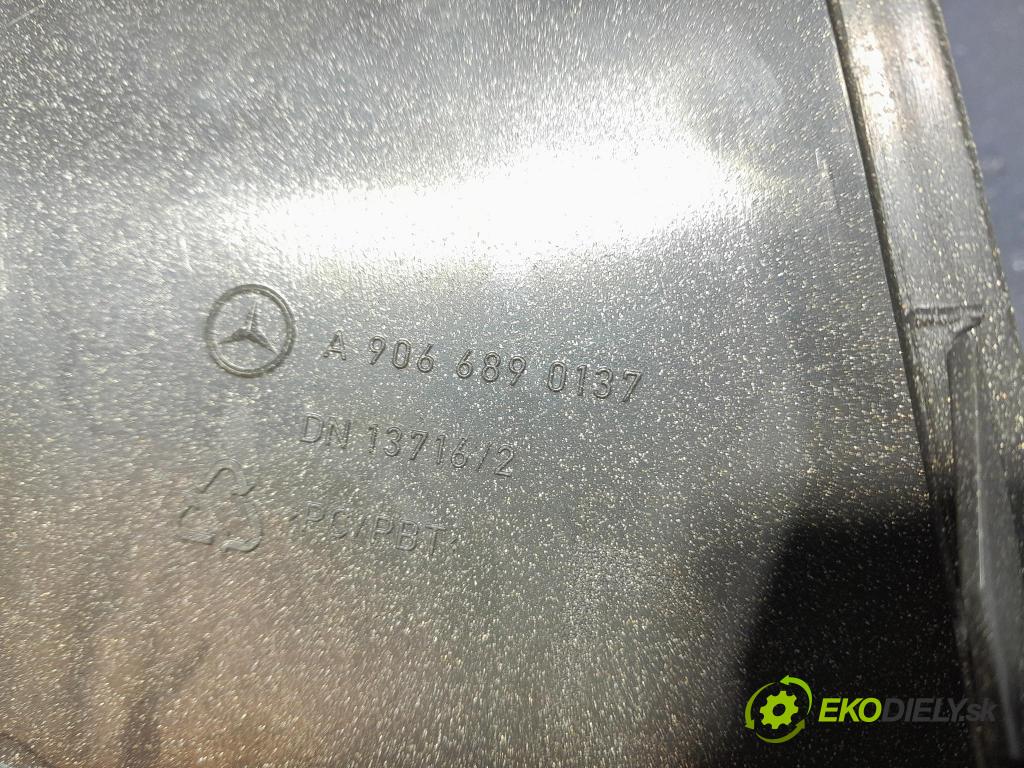 A 906 689 0137
DN 13716/2
>PC/PBT<
EKODIELY.sk